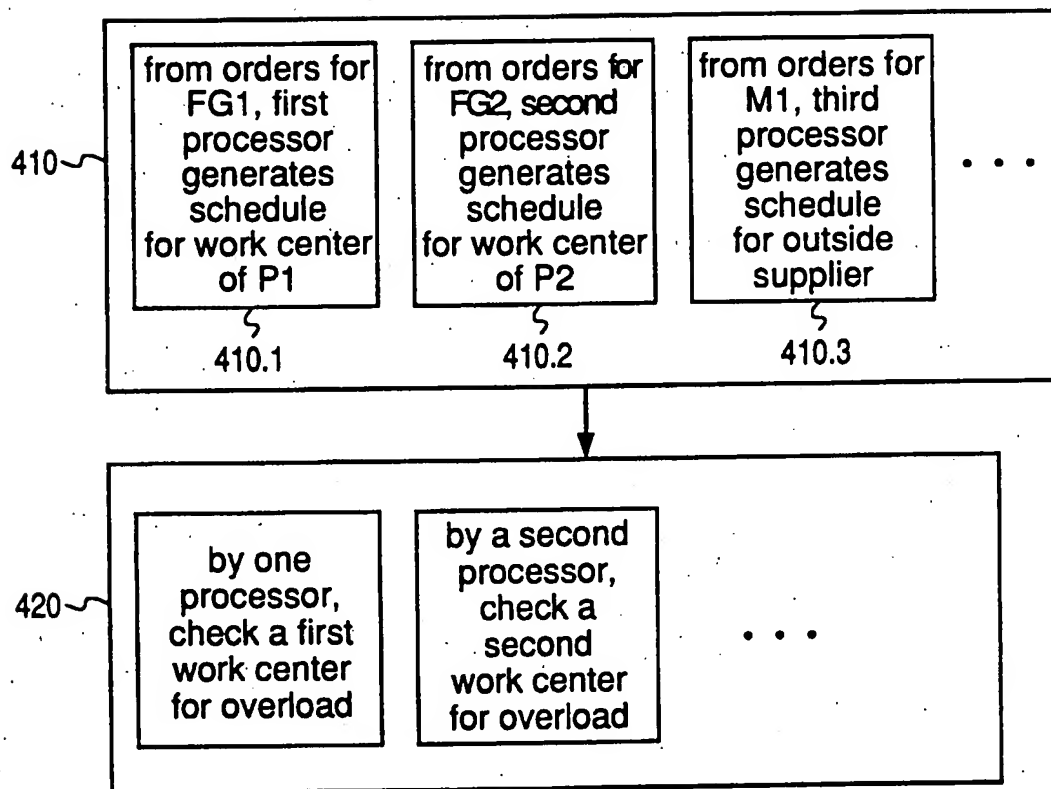 410
from orders for
FG1, first
processor
generates
schedule
for work center
of P1
410.1
from orders for
FG2, second
processor
generates
schedule
for work center
of P2
410.2
from orders for
M1, third
processor
generates
schedule
for outside
supplier
410.3
• • •
420
by one
processor,
check a first
work center
for overload
by a second
processor,
check a
second
work center
for overload
• • •